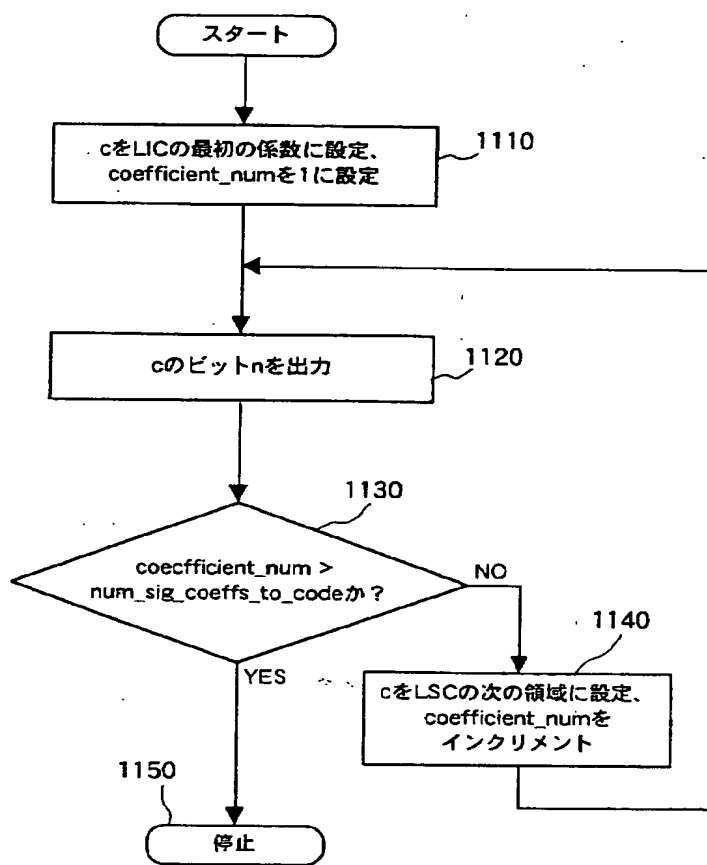 スタート
cをLICの最初の係数に設定、
coefficient_numを1に設定
1110
cのビットnを出力
1120
1130
coecfficient_num >
num_sig_coeffs_to_codeか？
NO
YES
1140
cをLSCの次の領域に設定、
coefficient_numを
インクリメント
1150
停止